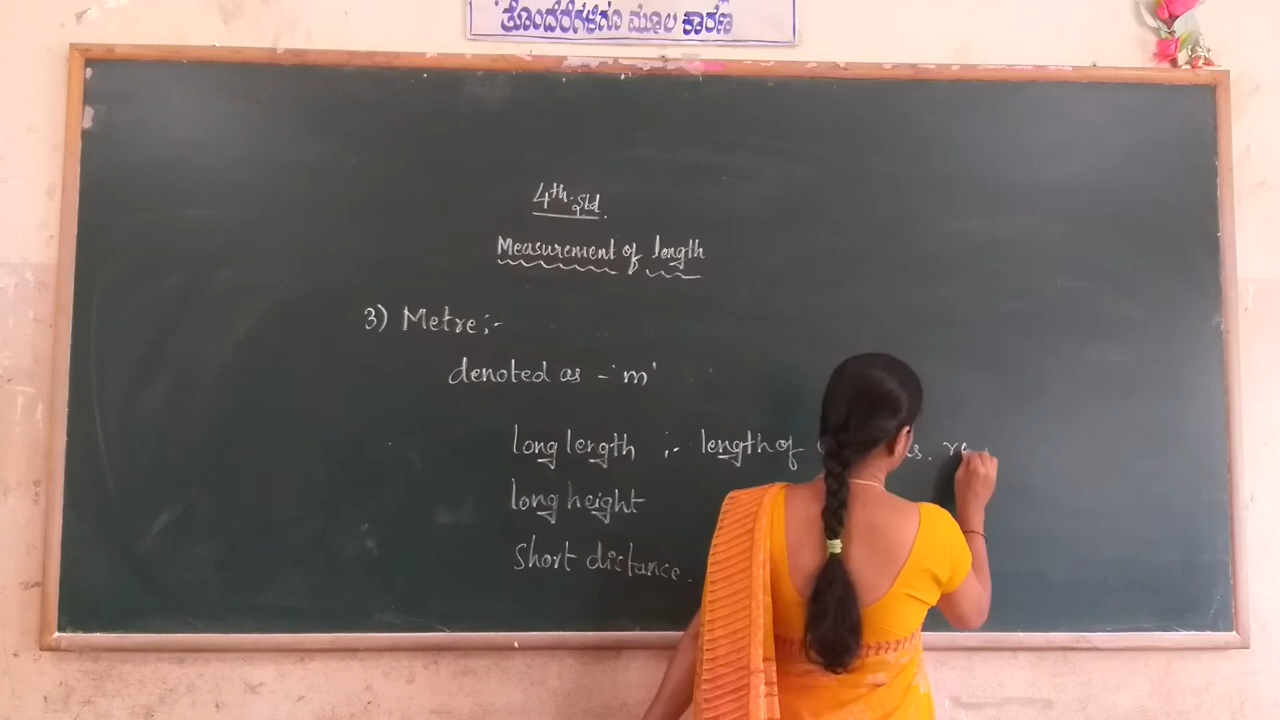 ತೊಂದರೆಗಳಿಗೂ ಮೂಲ ಕಾರಣ
4th Std.
Measurement of length
3) Metre :-
denoted as - 'm'
long length :- length of
long height
Short distance.